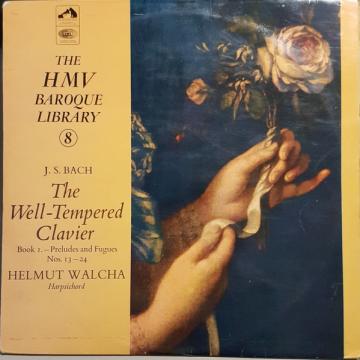 THE
HMV
BAROQUE
LIBRARY
8
J. S. BACH
The
Well-Tempered
Clavier
Book 1.–Preludes and Fugues
Nos. 13–24
HELMUT WALCHA
Harpsichord